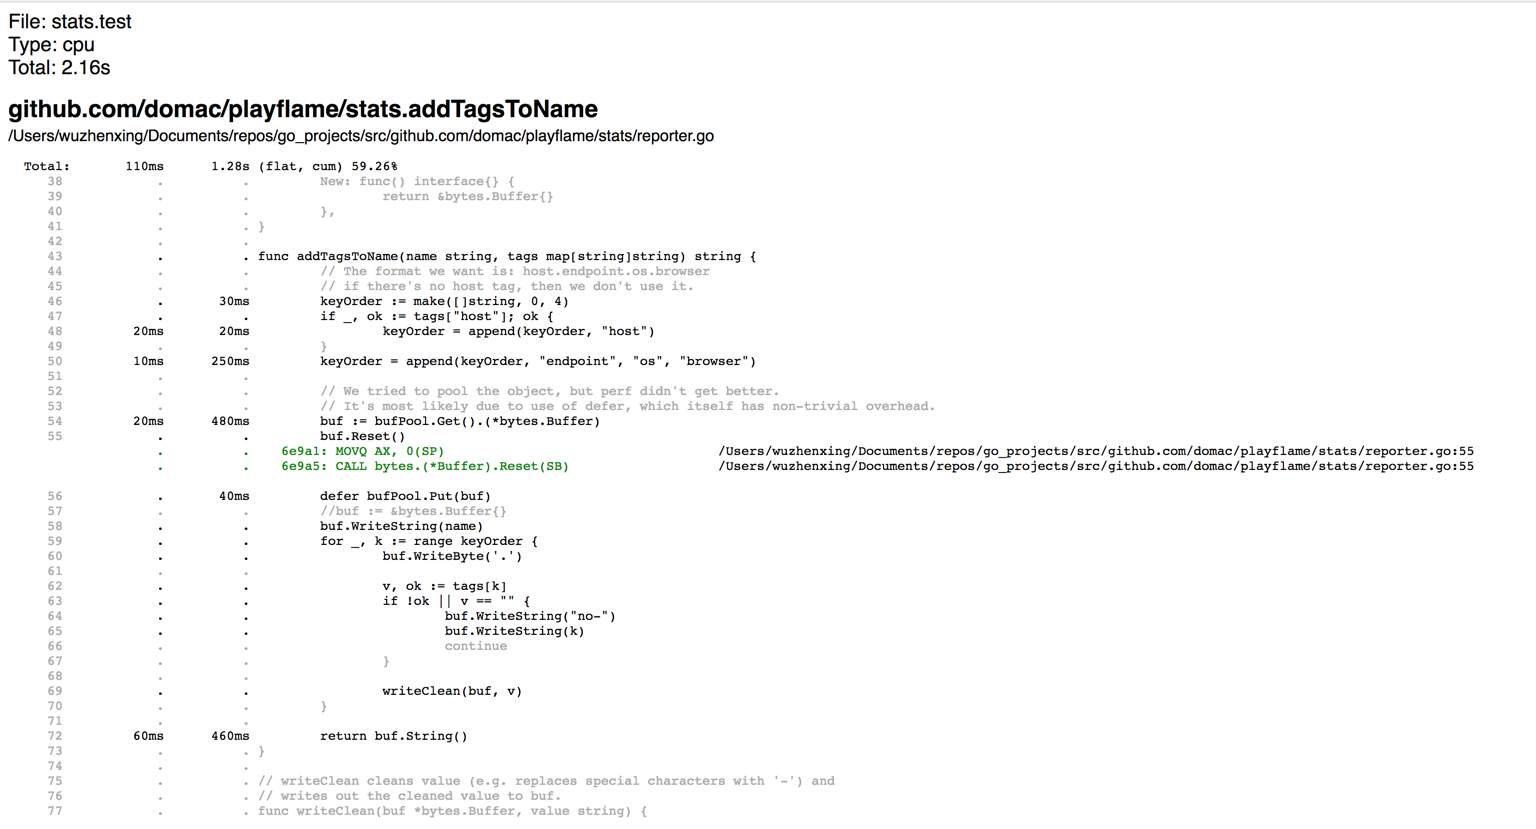 File: stats.test
Type: cpu
Total: 2.16s
github.com/domac/playflame/stats.addTagsToName
/Users/wuzhenxing/Documents/repos/go_projects/src/github.com/domac/playflame/stats/reporter.go
Total: 110ms 1.28s (flat, cum) 59.26%
38 . . New: func() interface{} {
39 . . return &bytes.Buffer{}
40 . . },
41 . . }
42 . .
43 . . func addTagsToName(name string, tags map[string]string) string {
44 . . // The format we want is: host.endpoint.os.browser
45 . . // if there's no host tag, then we don't use it.
46 . 30ms keyOrder := make([]string, 0, 4)
47 . . if _, ok := tags["host"]; ok {
48 20ms 20ms keyOrder = append(keyOrder, "host")
49 . . }
50 10ms 250ms keyOrder = append(keyOrder, "endpoint", "os", "browser")
51 . .
52 . . // We tried to pool the object, but perf didn't get better.
53 . . // It's most likely due to use of defer, which itself has non-trivial overhead.
54 20ms 480ms buf := bufPool.Get().(*bytes.Buffer)
55 . . buf.Reset()
. . 6e9a1: MOVQ AX, 0(SP) /Users/wuzhenxing/Documents/repos/go_projects/src/github.com/domac/playflame/stats/reporter.go:55
. . 6e9a5: CALL bytes.(*Buffer).Reset(SB) /Users/wuzhenxing/Documents/repos/go_projects/src/github.com/domac/playflame/stats/reporter.go:55
56 . 40ms defer bufPool.Put(buf)
57 . . //buf := &bytes.Buffer{}
58 . . buf.WriteString(name)
59 . . for _, k := range keyOrder {
60 . . buf.WriteByte('.')
61 . .
62 . . v, ok := tags[k]
63 . . if !ok || v == "" {
64 . . buf.WriteString("no-")
65 . . buf.WriteString(k)
66 . . continue
67 . . }
68 . .
69 . . writeClean(buf, v)
70 . . }
71 . .
72 60ms 460ms return buf.String()
73 . . }
74 . .
75 . . // writeClean cleans value (e.g. replaces special characters with '-') and
76 . . // writes out the cleaned value to buf.
77 . . func writeClean(buf *bytes.Buffer, value string) {